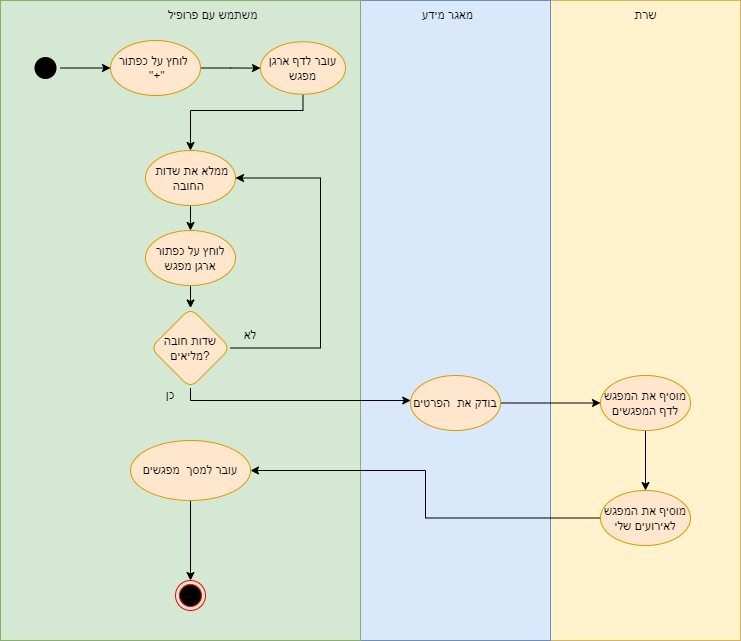 משתמש עם פרופיל
מאגר מידע
שרת
לוחץ על כפתור
"+"
עובר לדף ארגן
מפגש
ממלא את שדות
החובה
לוחץ על כפתור
ארגן מפגש
שדות חובה
מליאים?
לא
כן
בודק את הפרטים
מוסיף את המפגש
לדף המפגשים
מוסיף את המפגש
לאירועים שלי
עובר למסך מפגשים